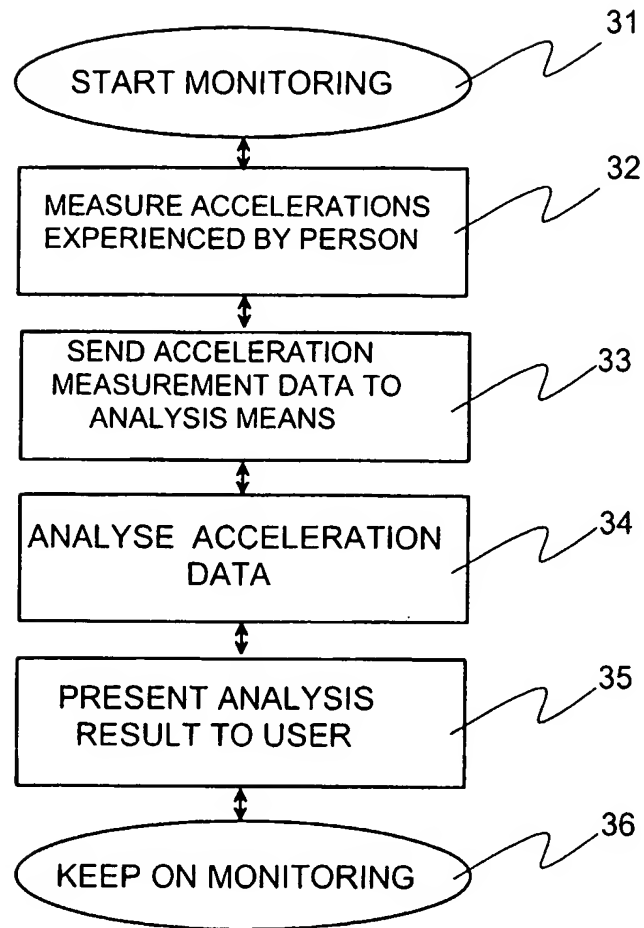 31
START MONITORING
32
MEASURE ACCELERATIONS
EXPERIENCED BY PERSON
33
SEND ACCELERATION
MEASUREMENT DATA TO
ANALYSIS MEANS
34
ANALYSE ACCELERATION
DATA
35
PRESENT ANALYSIS
RESULT TO USER
36
KEEP ON MONITORING